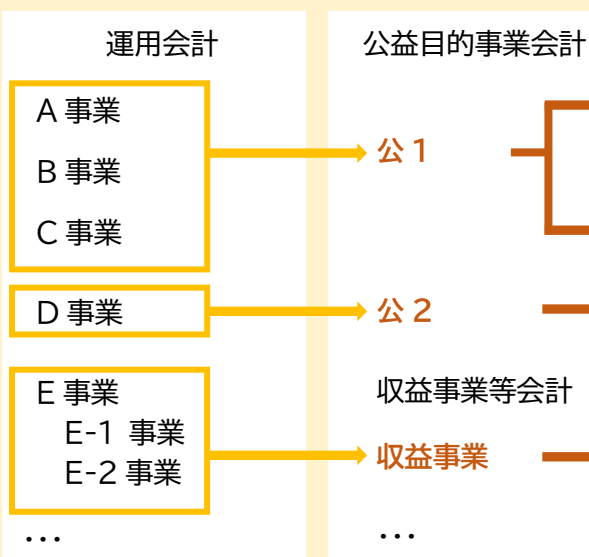 運用会計
A 事業
B 事業
C 事業
D 事業
E 事業
E-1 事業
E-2 事業
...
公益目的事業会計
公 1
公 2
収益事業等会計
収益事業
...